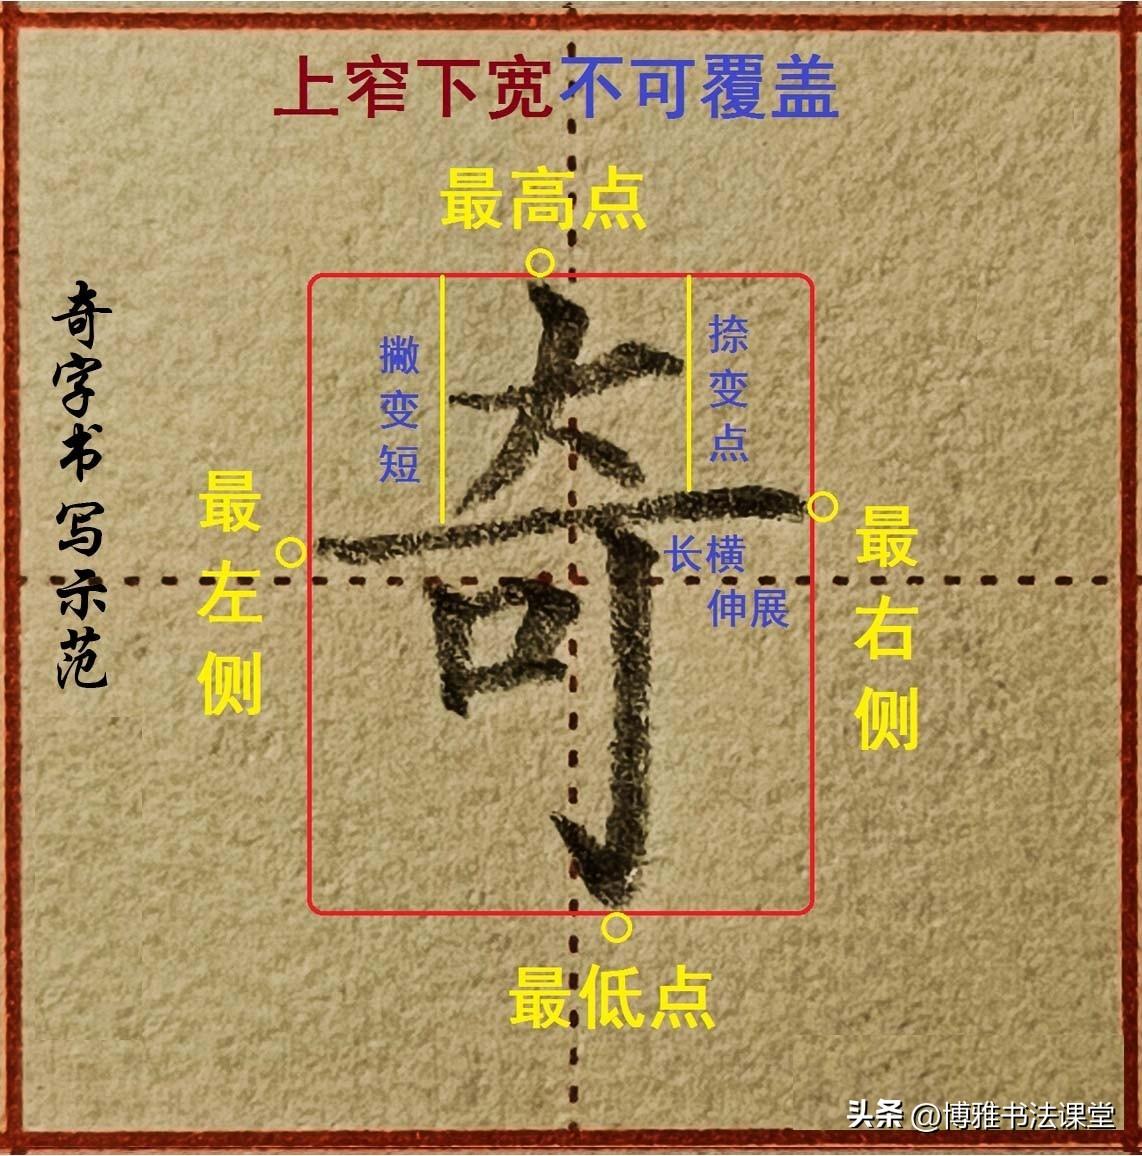 上窄下宽不可覆盖
最高点
奇字书写示范
撇变短
捺变点
最左侧
最右侧
长横
伸展
奇
最低点
头条 @博雅书法课堂